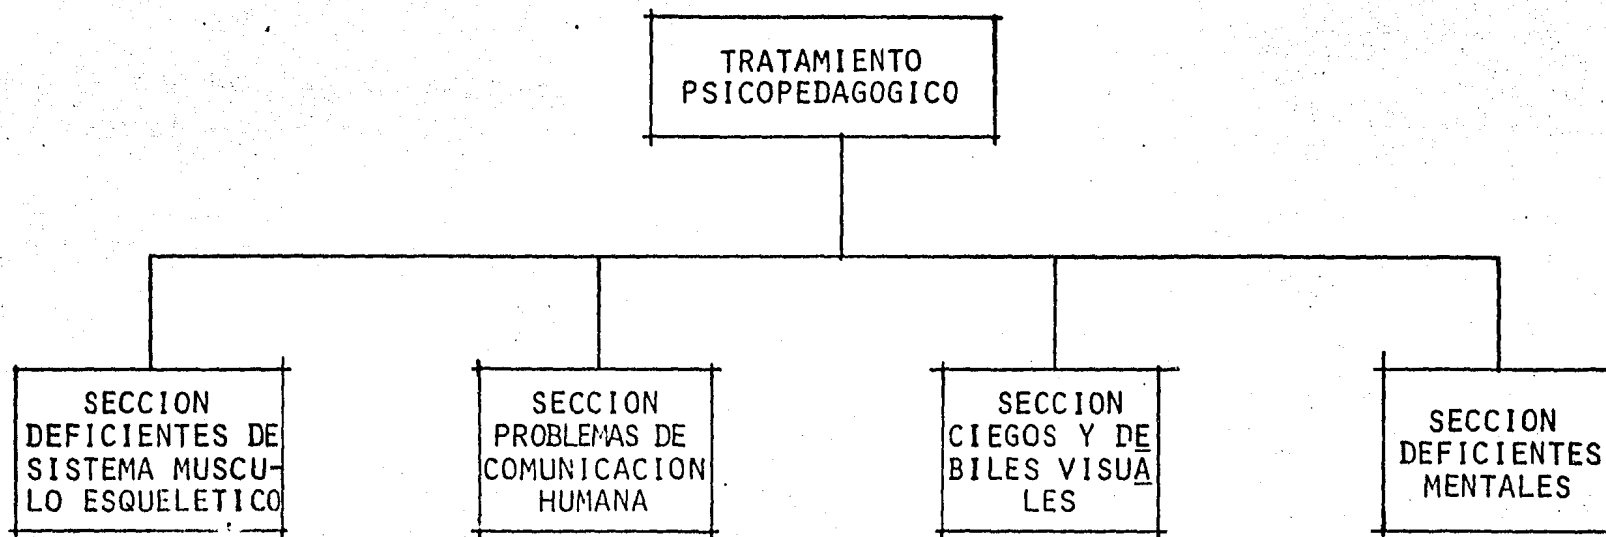 TRATAMIENTO
PSICOPEDAGOGICO
SECCION
DEFICIENTES DE
SISTEMA MUSCU-
LO ESQUELETICO
SECCION
PROBLEMAS DE
COMUNICACION
HUMANA
SECCION
CIEGOS Y DE
BILES VISUA
LES
SECCION
DEFICIENTES
MENTALES